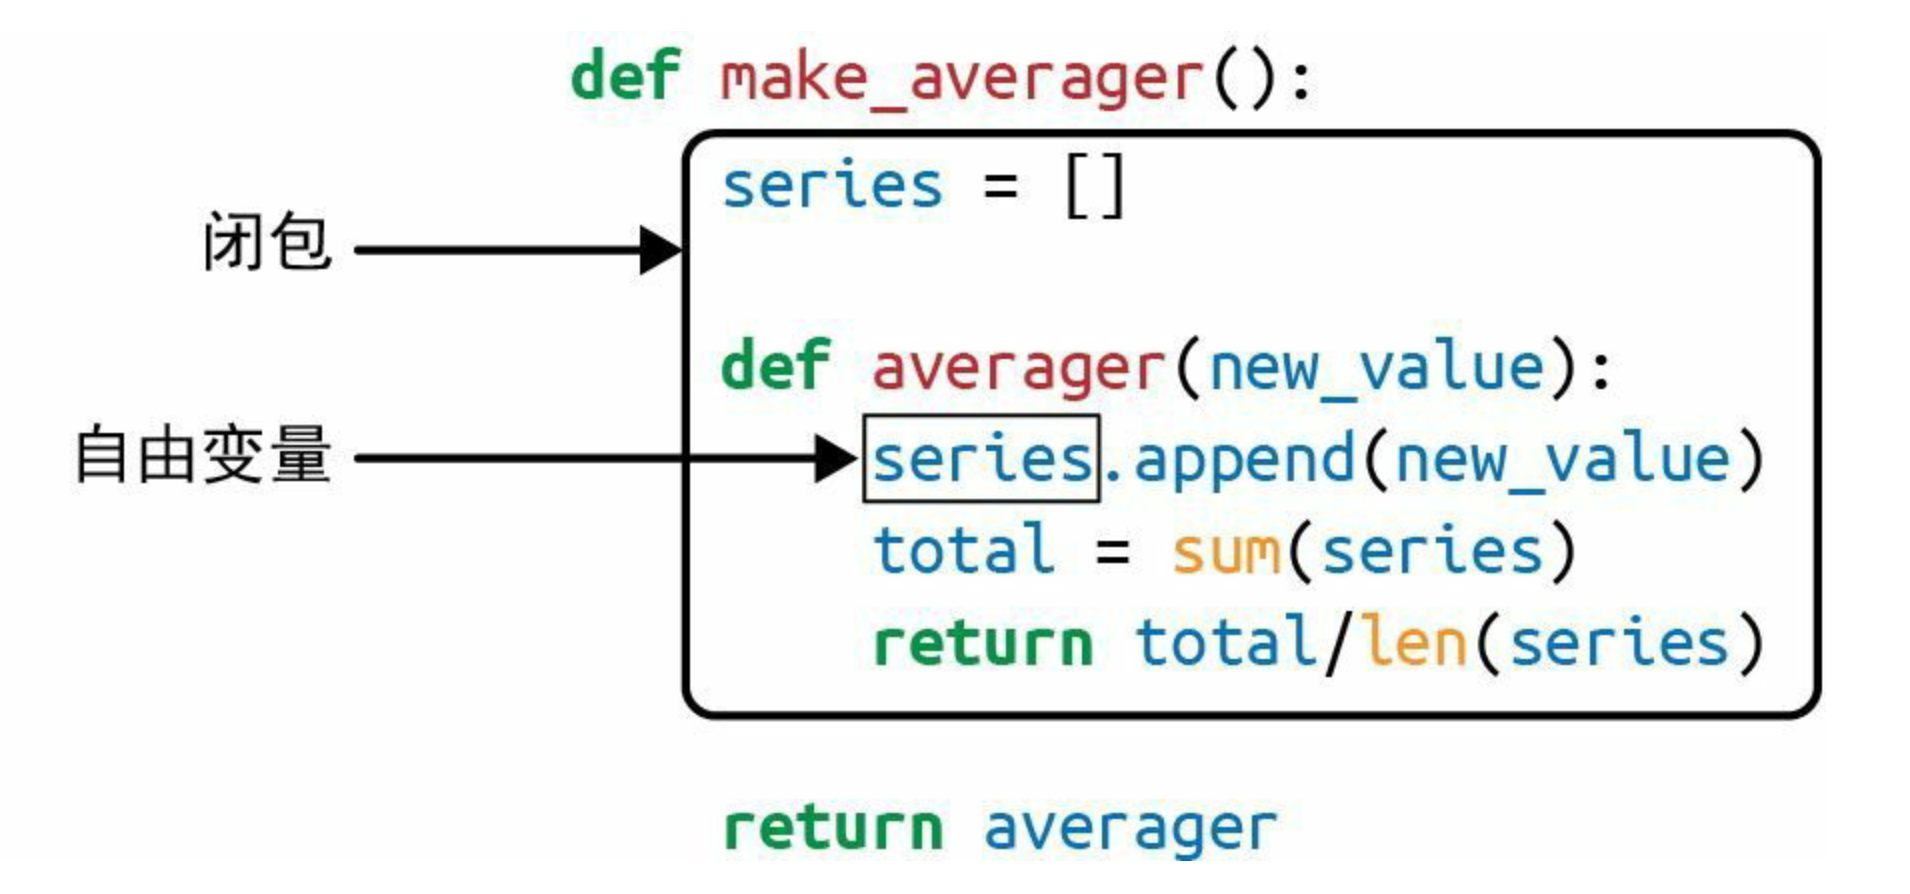 def make_averager():
series = []
闭包
def averager(new_value):
自由变量
series.append(new_value)
total = sum(series)
return total/len(series)
return averager